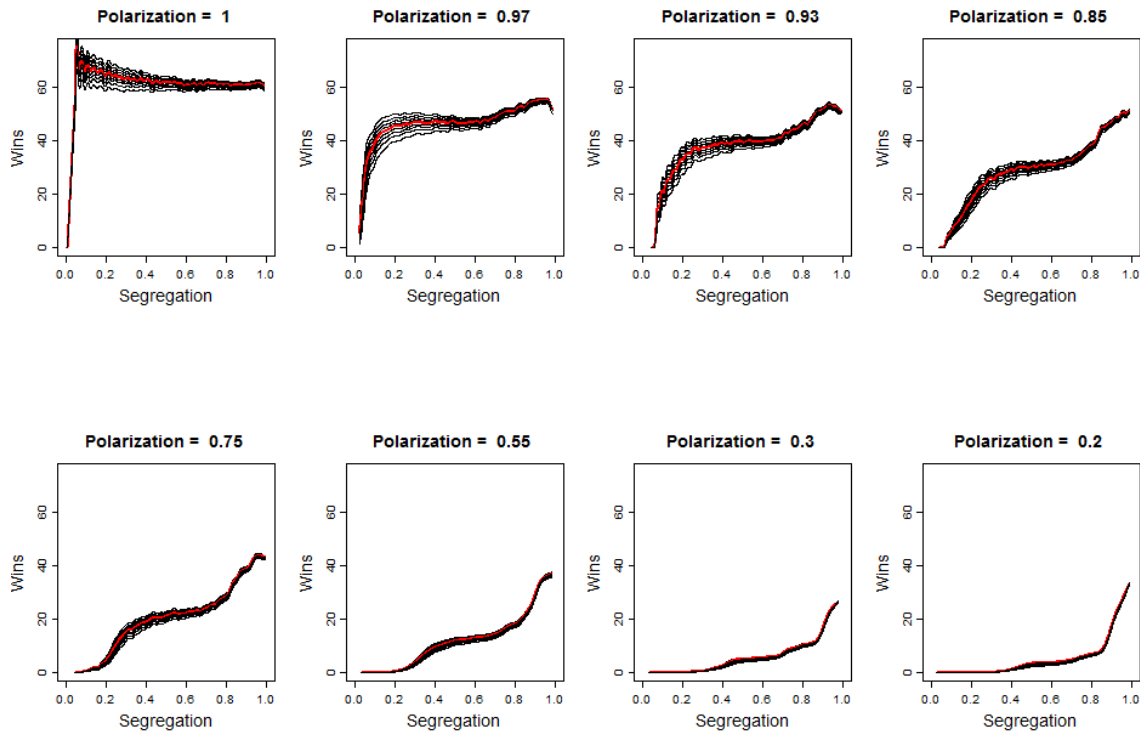 Polarization = 1
Polarization = 0.97
Polarization = 0.93
Polarization = 0.85
Wins
0 20 40 60
0.0 0.2 0.4 0.6 0.8 1.0
Segregation
Wins
0 20 40 60
0.0 0.2 0.4 0.6 0.8 1.0
Segregation
Wins
0 20 40 60
0.0 0.2 0.4 0.6 0.8 1.0
Segregation
Wins
0 20 40 60
0.0 0.2 0.4 0.6 0.8 1.0
Segregation
Polarization = 0.75
Polarization = 0.55
Polarization = 0.3
Polarization = 0.2
Wins
0 20 40 60
0.0 0.2 0.4 0.6 0.8 1.0
Segregation
Wins
0 20 40 60
0.0 0.2 0.4 0.6 0.8 1.0
Segregation
Wins
0 20 40 60
0.0 0.2 0.4 0.6 0.8 1.0
Segregation
Wins
0 20 40 60
0.0 0.2 0.4 0.6 0.8 1.0
Segregation